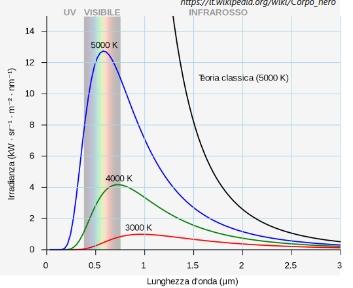 https://it.wikipedia.org/wiki/Corpo_nero
UV VISIBILE INFRAROSSO
14
5000 K
12
Teoria classica (5000 K)
10
8
6
4000 K
4
3000 K
2
0
0 0.5 1 1.5 2 2.5 3
Lunghezza d'onda (µm)
Irradianza (kW · sr⁻¹ · m⁻² · nm⁻¹)